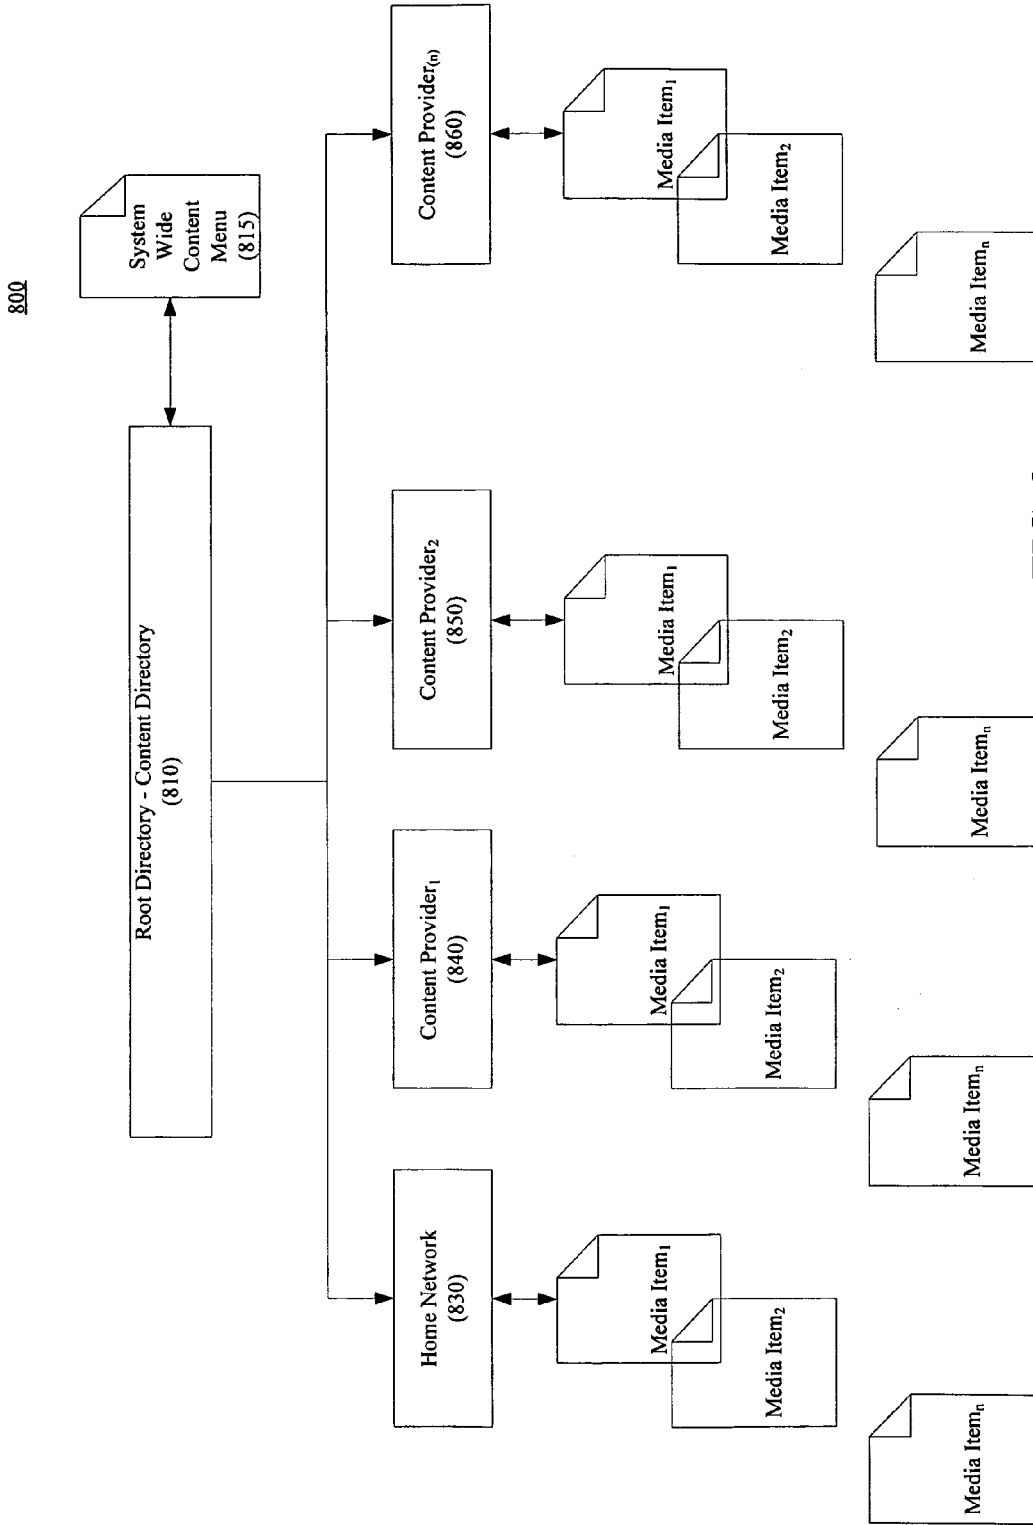 800
System
Wide
Content
Menu
(815)
Root Directory - Content Directory
(810)
Home Network
(830)
Content Provider₁
(840)
Content Provider₂
(850)
Content Provider₍ₙ₎
(860)
Media Item₁
Media Item₂
Media Itemₙ
Media Item₁
Media Item₂
Media Itemₙ
Media Item₁
Media Item₂
Media Itemₙ
Media Item₁
Media Item₂
Media Itemₙ